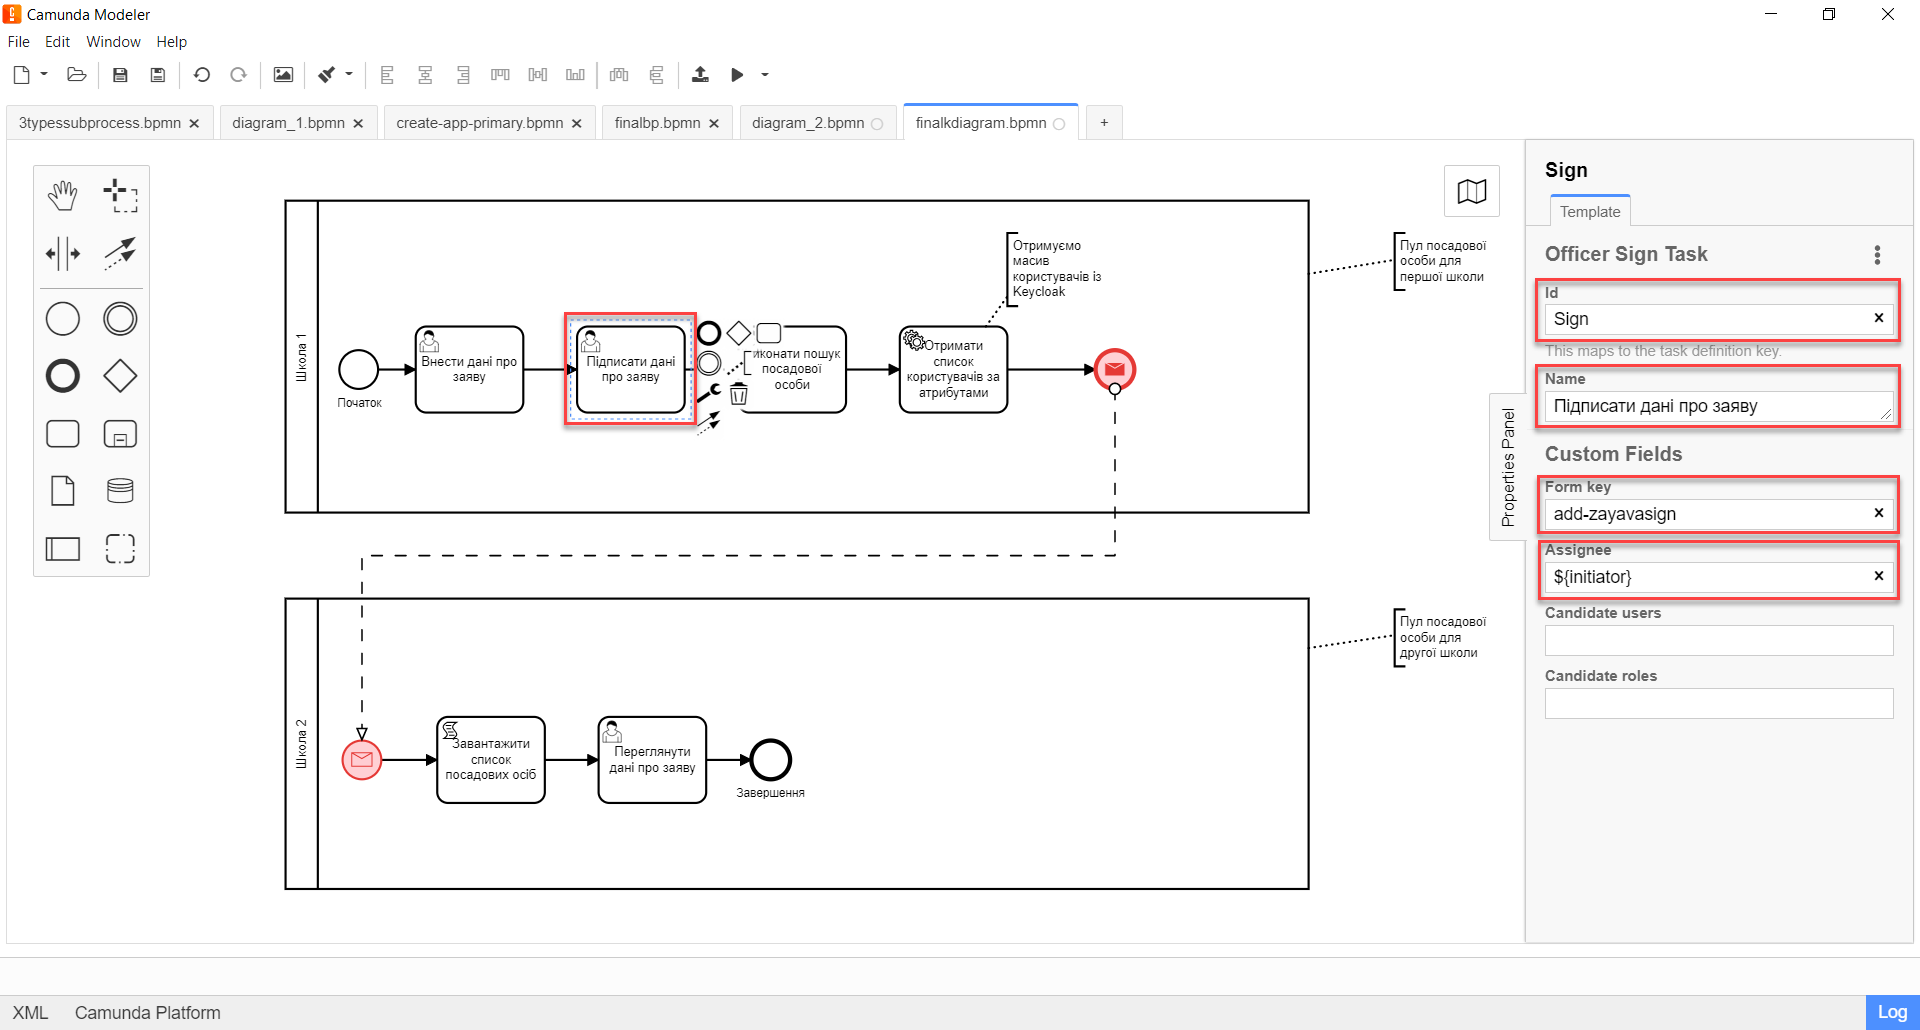 Camunda Modeler
File Edit Window Help
3typessubprocess.bpmn
diagram_1.bpmn
create-app-primary.bpmn
finalbp.bpmn
diagram_2.bpmn
finalkdiagram.bpmn
+
Школа 1
Початок
Внести дані про
заяву
Підписати дані
про заяву
иконати пошук
посадової
особи
Отримати
список
користувачів за
атрибутами
Отримуємо
масив
користувачів із
Keycloak
Пул посадової
особи для
першої школи
Школа 2
Завантажити
список
посадових осіб
Переглянути
дані про заяву
Завершення
Пул посадової
особи для
другої школи
Properties Panel
Sign
Template
Officer Sign Task
Id
Sign
This maps to the task definition key.
Name
Підписати дані про заяву
Custom Fields
Form key
add-zayavasign
Assignee
${initiator}
Candidate users
Candidate roles
XML
Camunda Platform
Log